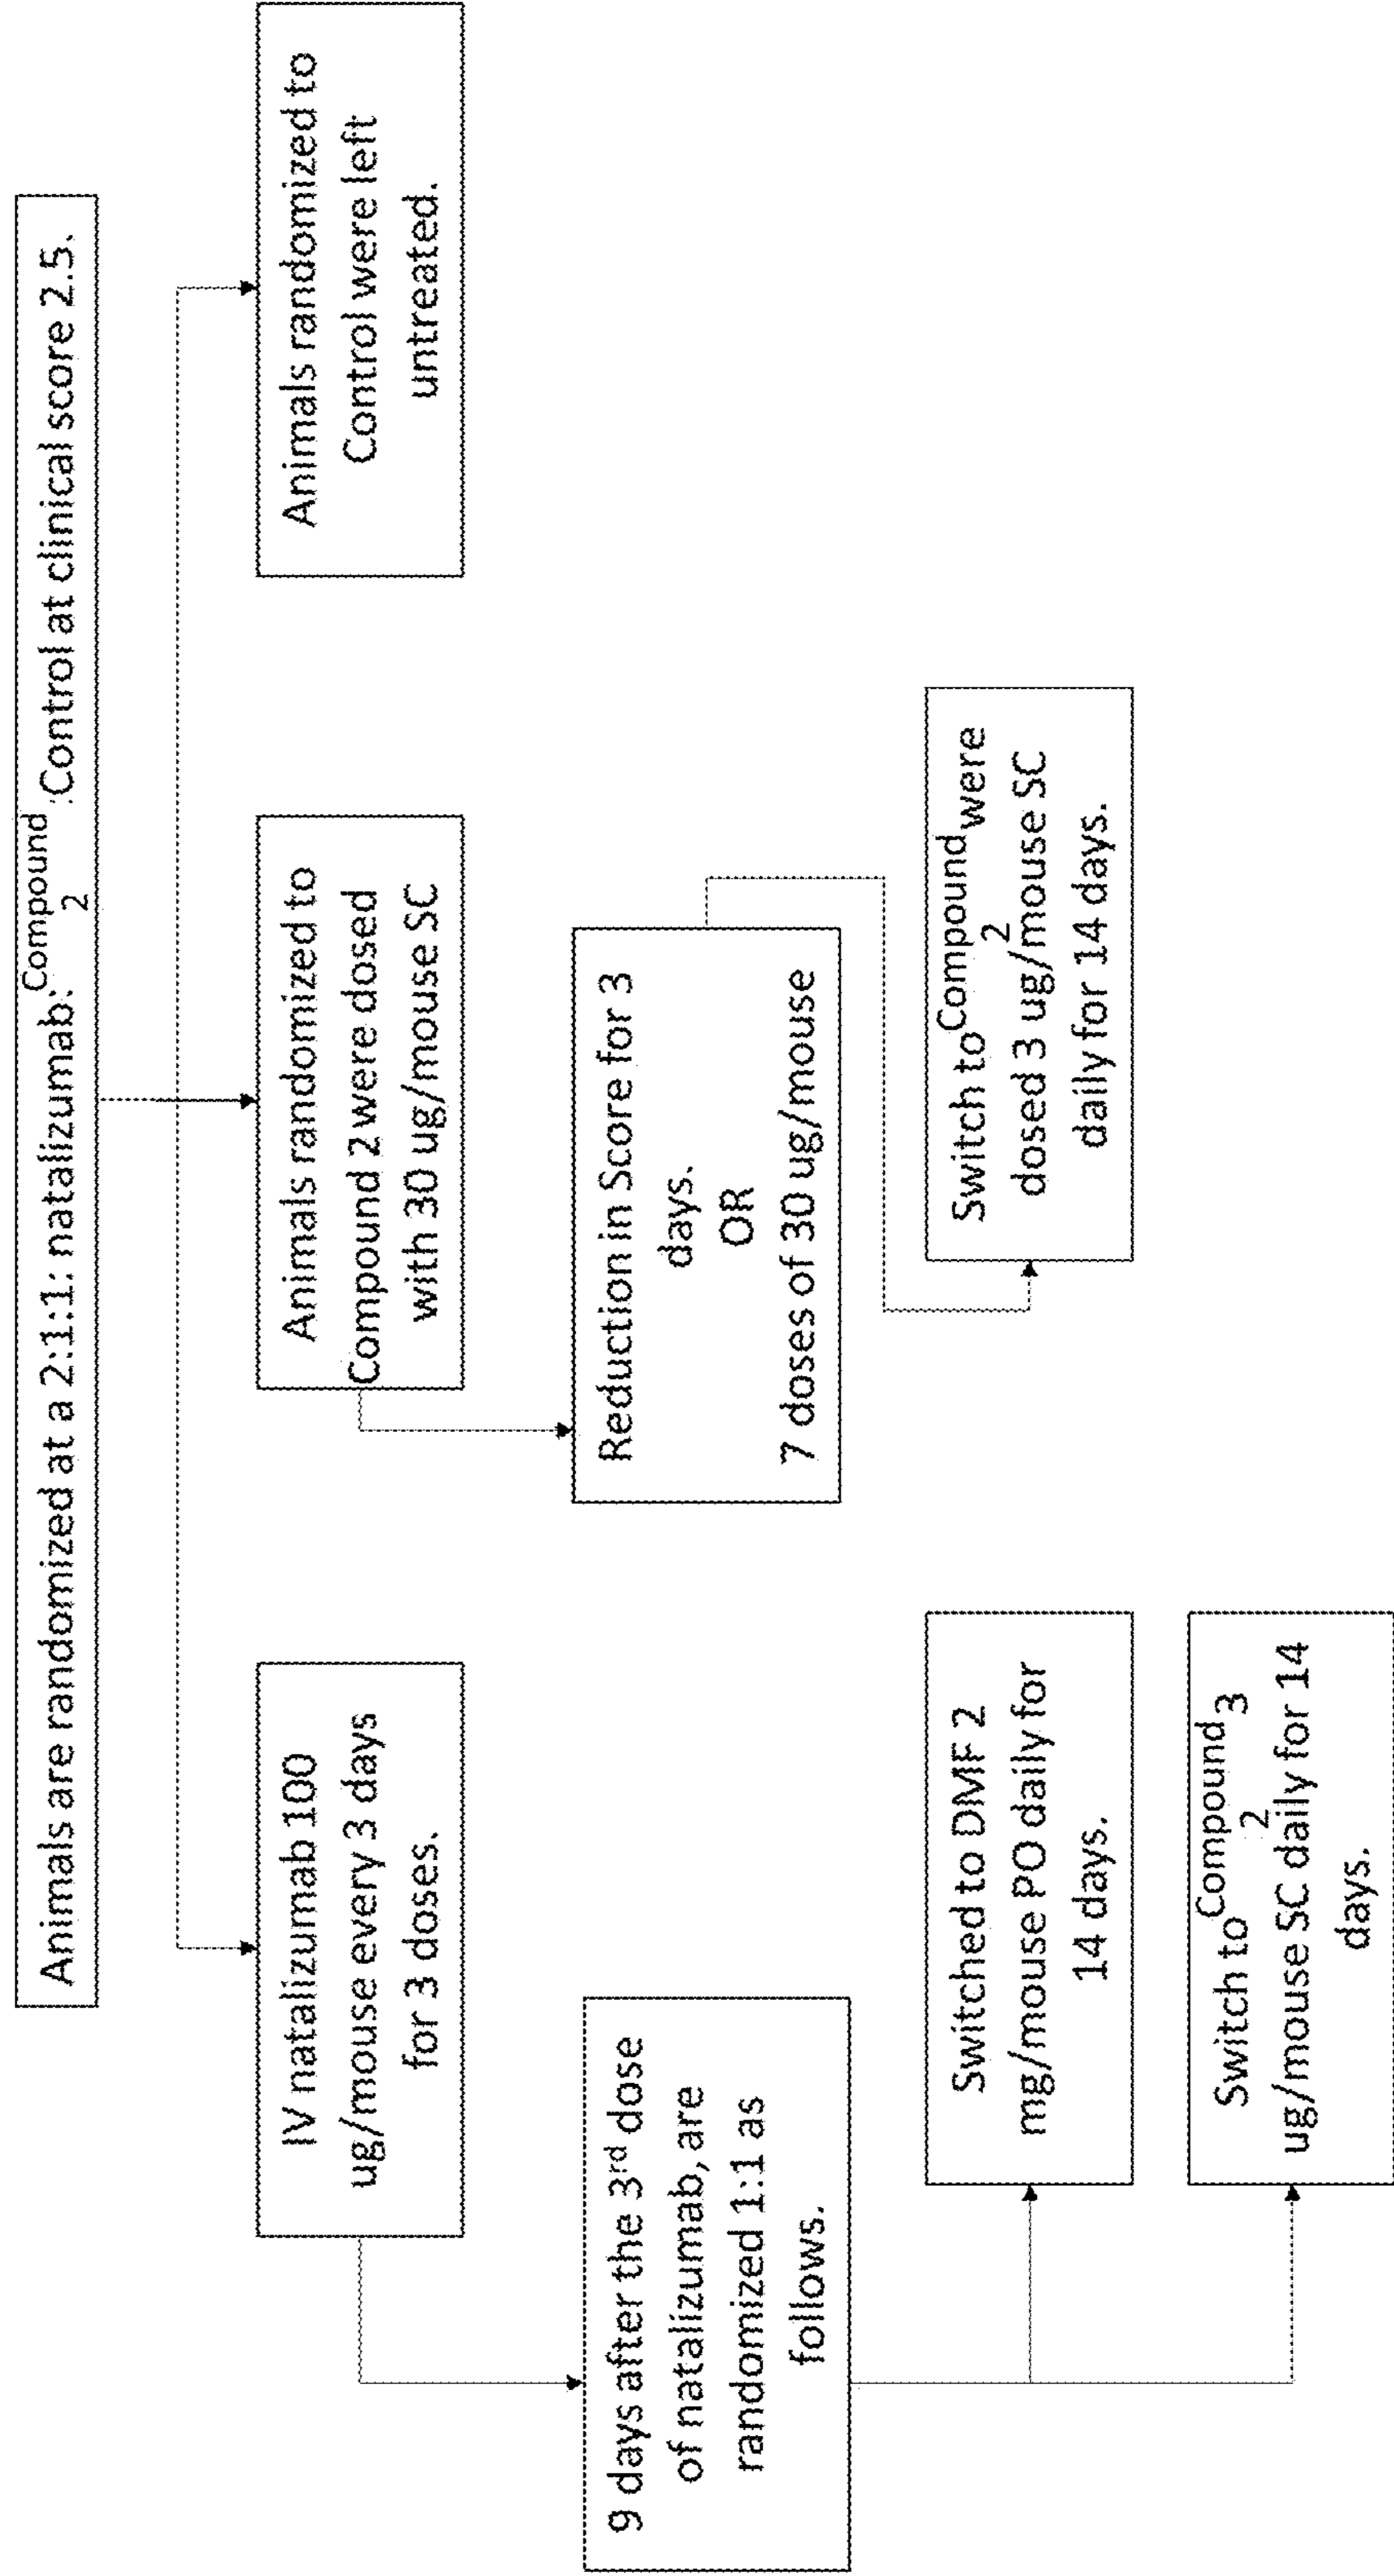 Animals are randomized at a 2:1:1: natalizumab: Compound 2 :Control at clinical score 2.5.
IV natalizumab 100
ug/mouse every 3 days
for 3 doses.
Animals randomized to
Compound 2 were dosed
with 30 ug/mouse SC
Animals randomized to
Control were left
untreated.
9 days after the 3rd dose
of natalizumab, are
randomized 1:1 as
follows.
Reduction in Score for 3
days.
OR
7 doses of 30 ug/mouse
Switched to DMF 2
mg/mouse PO daily for
14 days.
Switch to Compound 2 were
dosed 3 ug/mouse SC
daily for 14 days.
Switch to Compound 2 3
ug/mouse SC daily for 14
days.